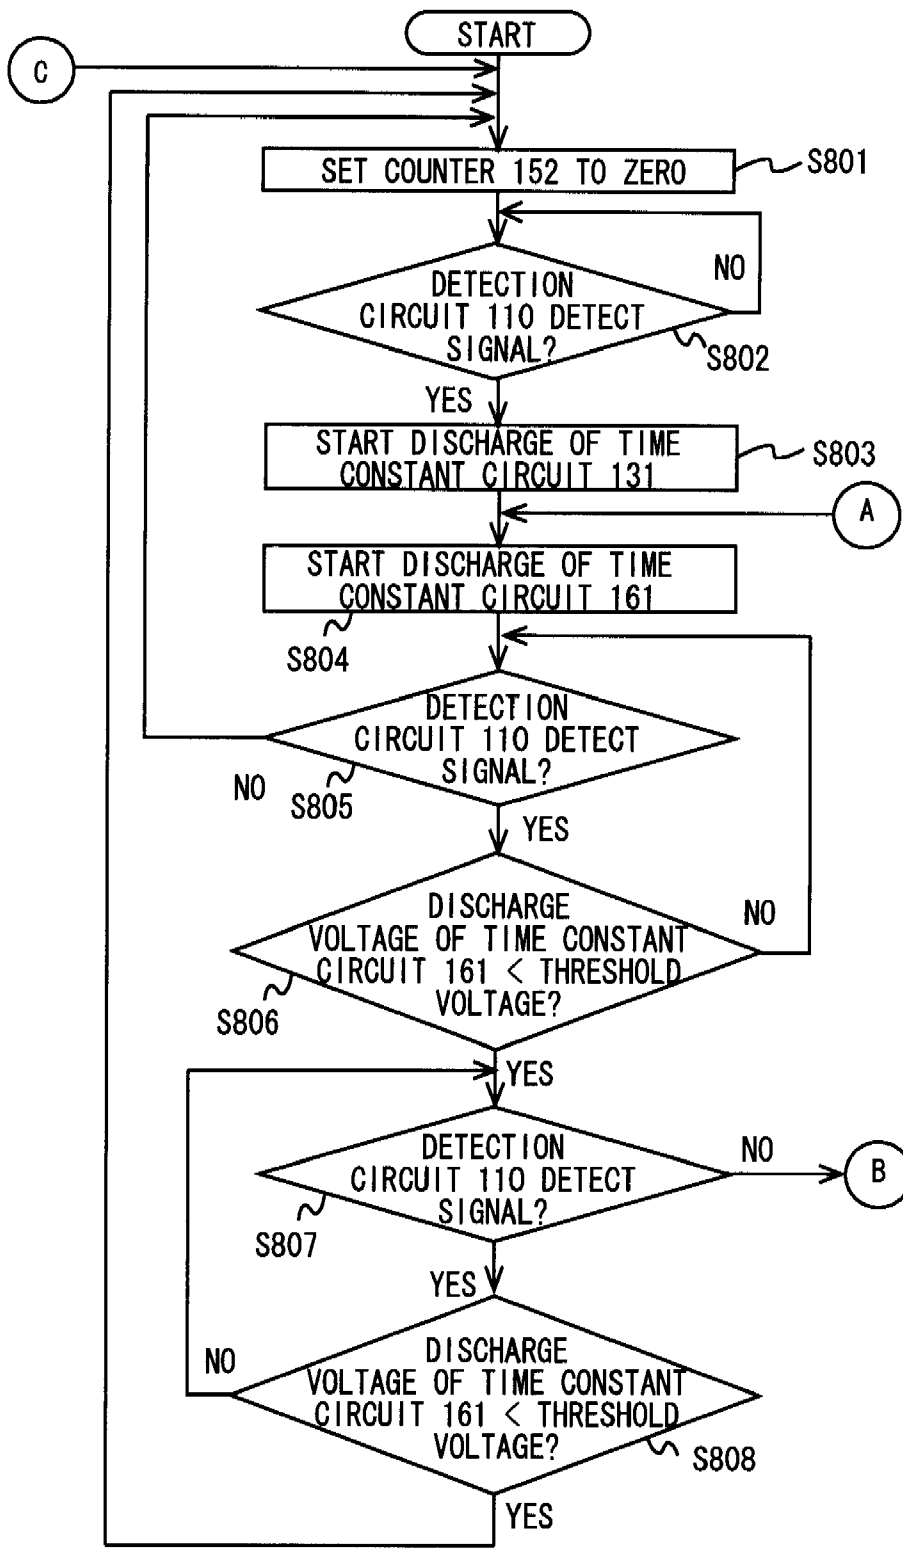 START
C
SET COUNTER 152 TO ZERO
S801
NO
DETECTION
CIRCUIT 110 DETECT
SIGNAL?
S802
YES
START DISCHARGE OF TIME
CONSTANT CIRCUIT 131
S803
A
START DISCHARGE OF TIME
CONSTANT CIRCUIT 161
S804
DETECTION
CIRCUIT 110 DETECT
SIGNAL?
NO
S805
YES
DISCHARGE
VOLTAGE OF TIME CONSTANT
CIRCUIT 161 < THRESHOLD
VOLTAGE?
NO
S806
YES
DETECTION
CIRCUIT 110 DETECT
SIGNAL?
NO
B
S807
YES
DISCHARGE
VOLTAGE OF TIME CONSTANT
CIRCUIT 161 < THRESHOLD
VOLTAGE?
NO
S808
YES